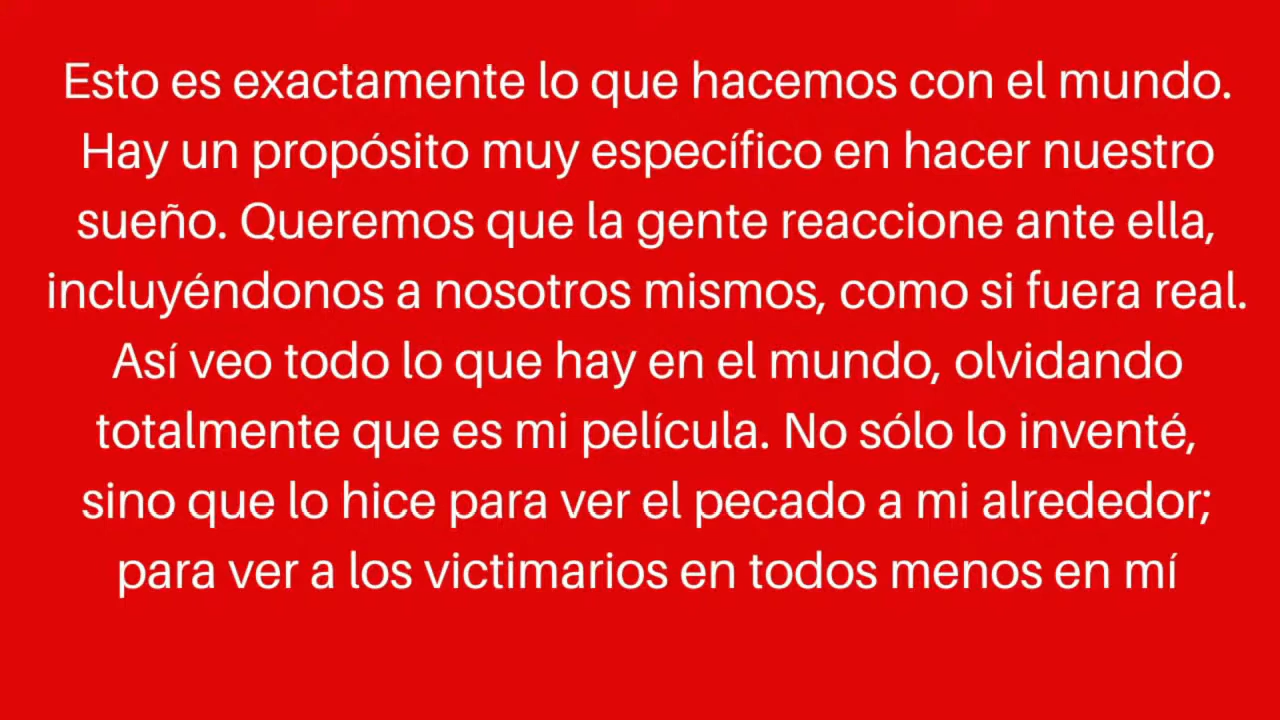 Esto es exactamente lo que hacemos con el mundo.
Hay un propósito muy específico en hacer nuestro
sueño. Queremos que la gente reaccione ante ella,
incluyéndonos a nosotros mismos, como si fuera real.
Así veo todo lo que hay en el mundo, olvidando
totalmente que es mi película. No sólo lo inventé,
sino que lo hice para ver el pecado a mi alrededor;
para ver a los victimarios en todos menos en mí